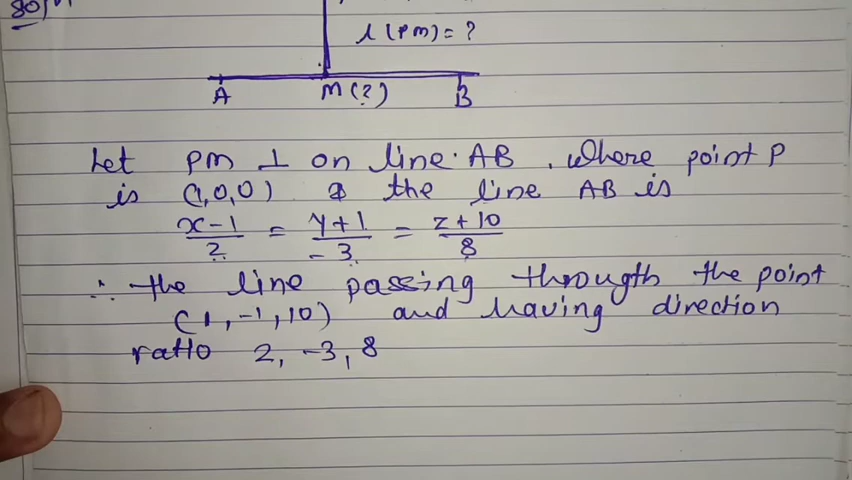 l(PM) = ?
A M(?) B
Let PM ⊥ on line AB, where point P
is (1,0,0) & the line AB is
x-1/2 = y+1/-3 = z+10/8
∴ the line passing througth the point
(1, -1, 10) and having direction
ratio 2, -3, 8